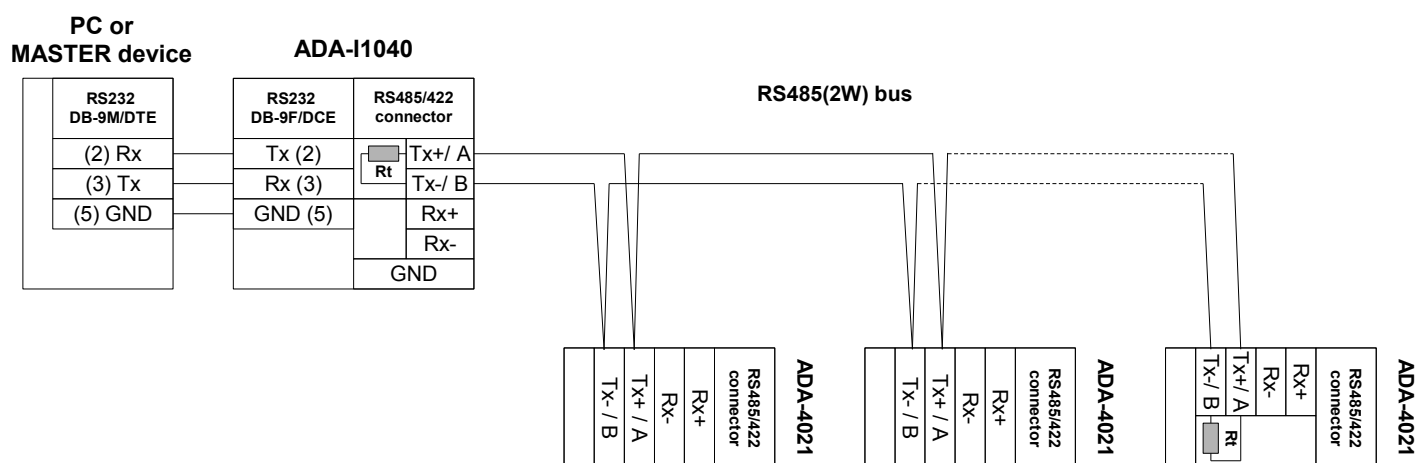 PC or
MASTER device
ADA-I1040
RS485(2W) bus
RS232
DB-9M/DTE
(2) Rx
(3) Tx
(5) GND
RS232
DB-9F/DCE
Tx (2)
Rx (3)
GND (5)
RS485/422
connector
Rt
Tx+/ A
Tx-/ B
Rx+
Rx-
GND
Tx- / B
Tx+ / A
Rx-
Rx+
RS485/422
connector
ADA-4021
Tx- / B
Tx+ / A
Rx-
Rx+
RS485/422
connector
ADA-4021
Tx-/ B
Tx+/ A
Rx-
Rx+
Rt
RS485/422
connector
ADA-4021